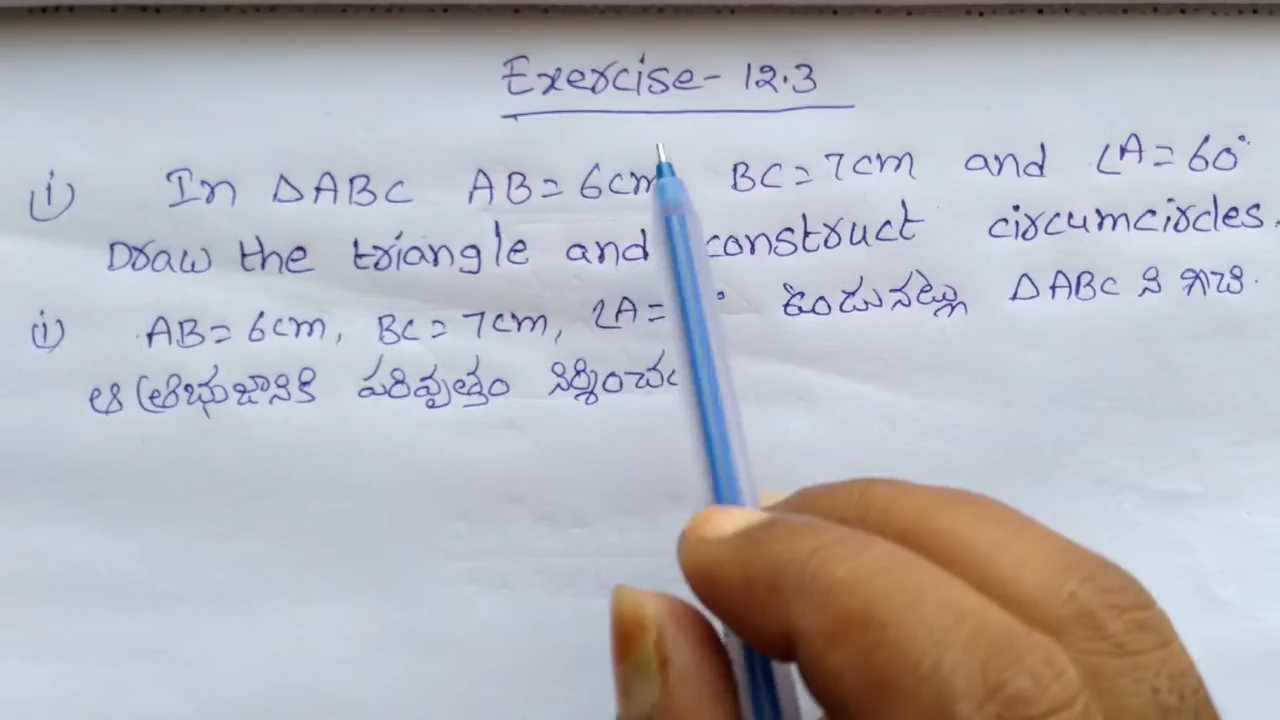 Exercise- 12.3
i) In ΔABC AB = 6cm BC = 7cm and ∠A = 60°
Draw the triangle and construct circumcircles.
i) AB = 6cm, BC = 7cm, ∠A = ° ఉండునట్లు ΔABC ని గీచి.
ఆ త్రిభుజానికి పరివృత్తం